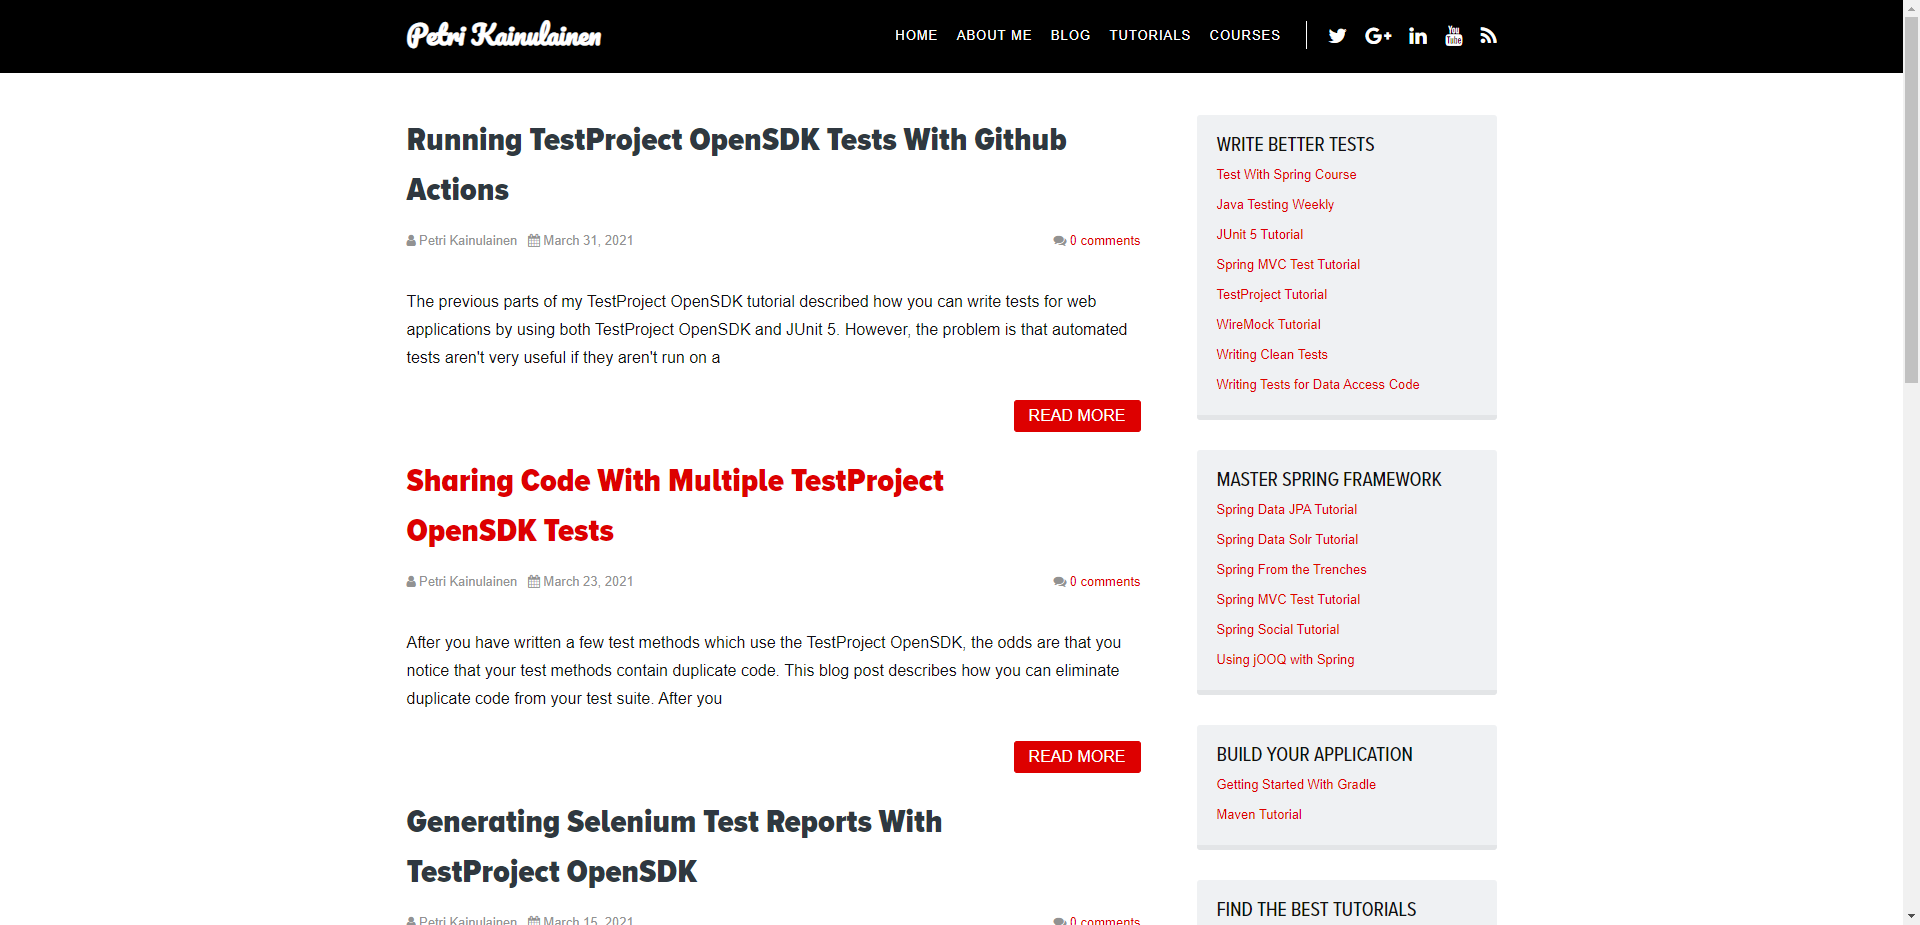 Petri Kainulainen
HOME ABOUT ME BLOG TUTORIALS COURSES
Running TestProject OpenSDK Tests With Github
Actions
Petri Kainulainen March 31, 2021 0 comments
The previous parts of my TestProject OpenSDK tutorial described how you can write tests for web
applications by using both TestProject OpenSDK and JUnit 5. However, the problem is that automated
tests aren't very useful if they aren't run on a
READ MORE
Sharing Code With Multiple TestProject
OpenSDK Tests
Petri Kainulainen March 23, 2021 0 comments
After you have written a few test methods which use the TestProject OpenSDK, the odds are that you
notice that your test methods contain duplicate code. This blog post describes how you can eliminate
duplicate code from your test suite. After you
READ MORE
Generating Selenium Test Reports With
TestProject OpenSDK
Petri Kainulainen March 15, 2021 0 comments
WRITE BETTER TESTS
Test With Spring Course
Java Testing Weekly
JUnit 5 Tutorial
Spring MVC Test Tutorial
TestProject Tutorial
WireMock Tutorial
Writing Clean Tests
Writing Tests for Data Access Code
MASTER SPRING FRAMEWORK
Spring Data JPA Tutorial
Spring Data Solr Tutorial
Spring From the Trenches
Spring MVC Test Tutorial
Spring Social Tutorial
Using jOOQ with Spring
BUILD YOUR APPLICATION
Getting Started With Gradle
Maven Tutorial
FIND THE BEST TUTORIALS